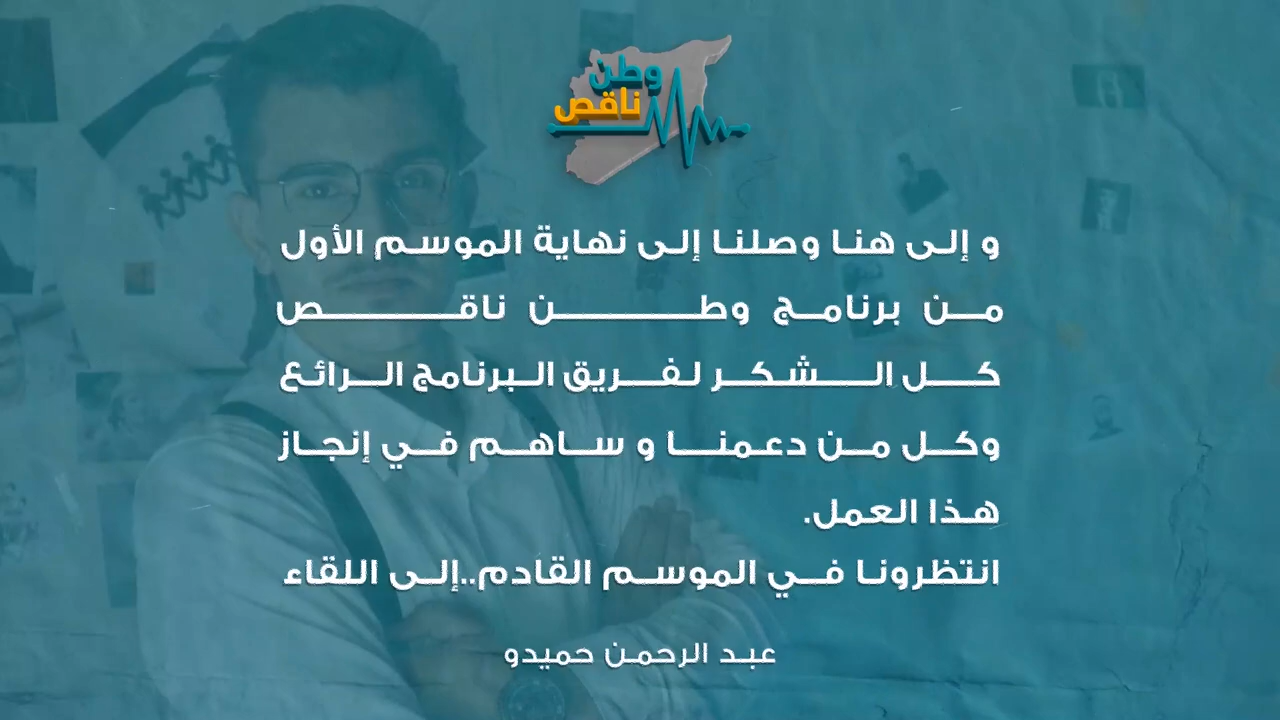 وطن
ناقص
و إلى هنا وصلنا إلى نهاية الموسم الأول
من برنامج وطن ناقص
كل الشكر لفريق البرنامج الرائع
وكل من دعمنا و ساهم في إنجاز
هذا العمل.
انتظرونا في الموسم القادم..إلى اللقاء
عبد الرحمن حميدو